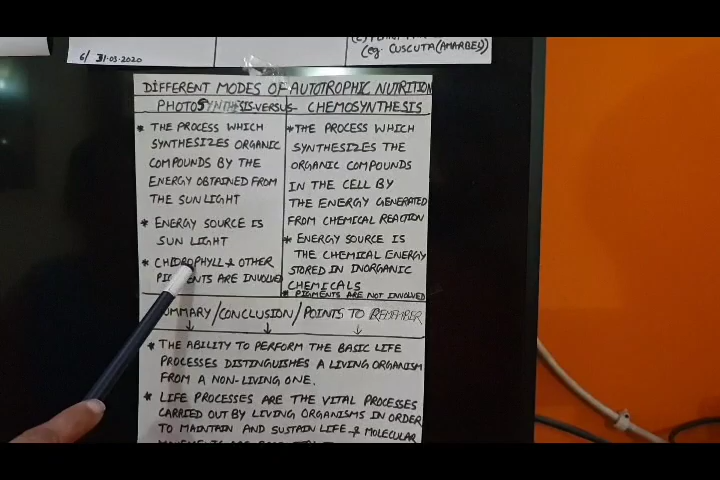 6/ 31.03.2020
(eg. CUSCUTA (AMARBEL))
DIFFERENT MODES OF AUTOTROPHIC NUTRITION
PHOTOSYNTHESIS VERSUS CHEMOSYNTHESIS
* THE PROCESS WHICH
SYNTHESIZES ORGANIC
COMPOUNDS BY THE
ENERGY OBTAINED FROM
THE SUNLIGHT
* ENERGY SOURCE IS
SUN LIGHT
* CHLOROPHYLL & OTHER
PIGMENTS ARE INVOLVED
* THE PROCESS WHICH
SYNTHESIZES THE
ORGANIC COMPOUNDS
IN THE CELL BY
THE ENERGY GENERATED
FROM CHEMICAL REACTION
* ENERGY SOURCE IS
THE CHEMICAL ENERGY
STORED IN INORGANIC
CHEMICALS
* PIGMENTS ARE NOT INVOLVED
SUMMARY/CONCLUSION/POINTS TO REMEMBER
* THE ABILITY TO PERFORM THE BASIC LIFE
PROCESSES DISTINGUISHES A LIVING ORGANISM
FROM A NON-LIVING ONE.
* LIFE PROCESSES ARE THE VITAL PROCESSES
CARRIED OUT BY LIVING ORGANISMS IN ORDER
TO MAINTAIN AND SUSTAIN LIFE & MOLECULAR